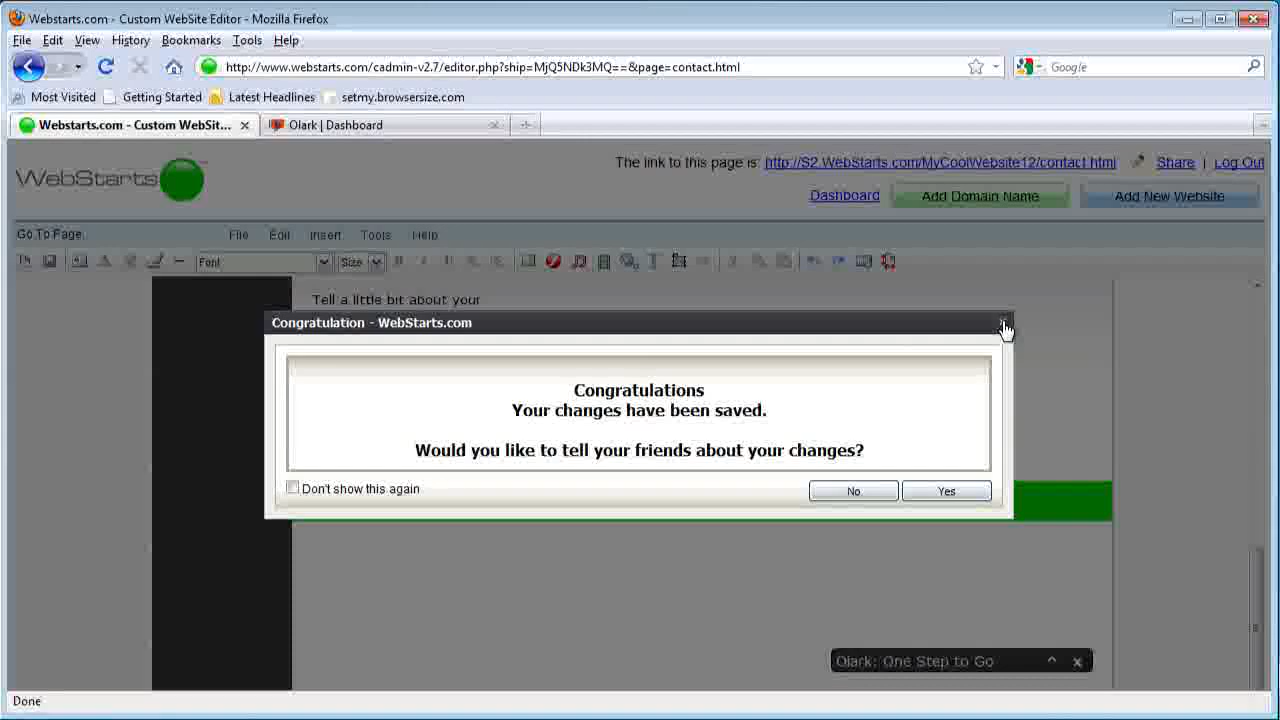 Webstarts.com - Custom WebSite Editor - Mozilla Firefox
File Edit View History Bookmarks Tools Help
http://www.webstarts.com/cadmin-v2.7/editor.php?ship=MjQ5NDk3MQ==&page=contact.html
Google
Most Visited Getting Started Latest Headlines setmy.browsersize.com
Webstarts.com - Custom WebSit... Olark | Dashboard
WebStarts
The link to this page is: http://S2.WebStarts.com/MyCoolWebsite12/contact.html Share | Log Out
Dashboard Add Domain Name Add New Website
Go To Page. File Edit Insert Tools Help
Font Size
Tell a little bit about your
Congratulation - WebStarts.com
Congratulations
Your changes have been saved.
Would you like to tell your friends about your changes?
Don't show this again No Yes
Olark: One Step to Go
Done